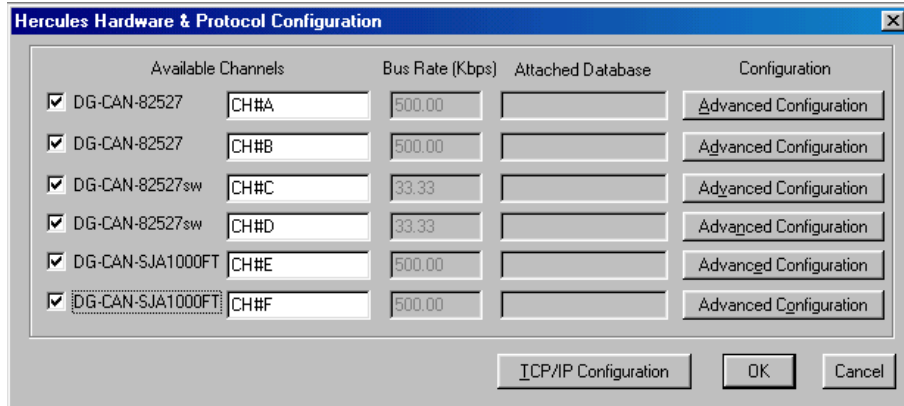 Hercules Hardware & Protocol Configuration
Available Channels Bus Rate (Kbps) Attached Database Configuration
DG-CAN-82527 CH#A 500.00 Advanced Configuration
DG-CAN-82527 CH#B 500.00 Advanced Configuration
DG-CAN-82527sw CH#C 33.33 Advanced Configuration
DG-CAN-82527sw CH#D 33.33 Advanced Configuration
DG-CAN-SJA1000FT CH#E 500.00 Advanced Configuration
DG-CAN-SJA1000FT CH#F 500.00 Advanced Configuration
TCP/IP Configuration OK Cancel